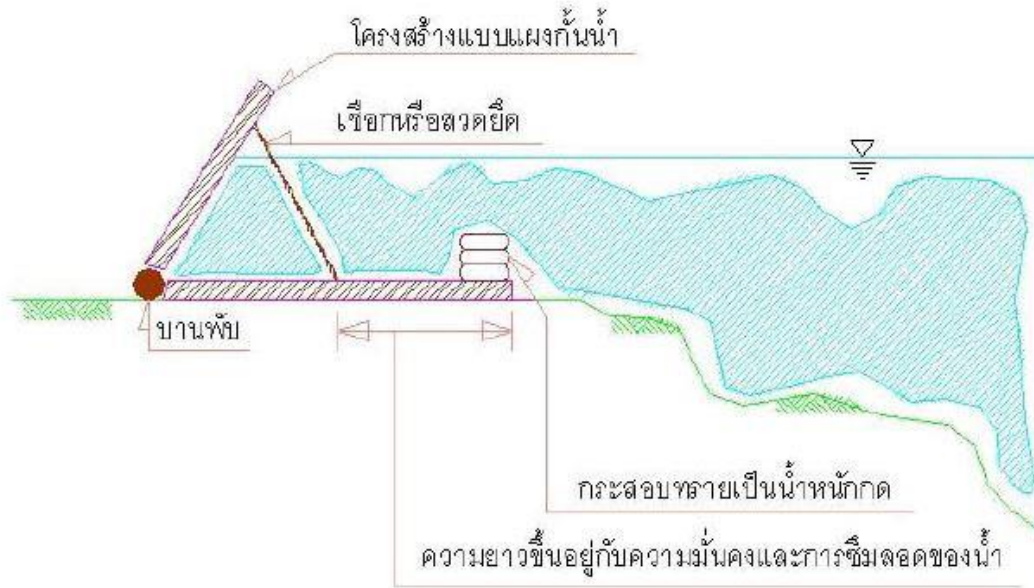 โครงสร้างแบบแผงกั้นน้ำ
เชือกหรือลวดยึด
บานพับ
กระสอบทรายเป็นน้ำหนักกด
ความยาวขึ้นอยู่กับความมั่นคงและการซึมลอดของน้ำ